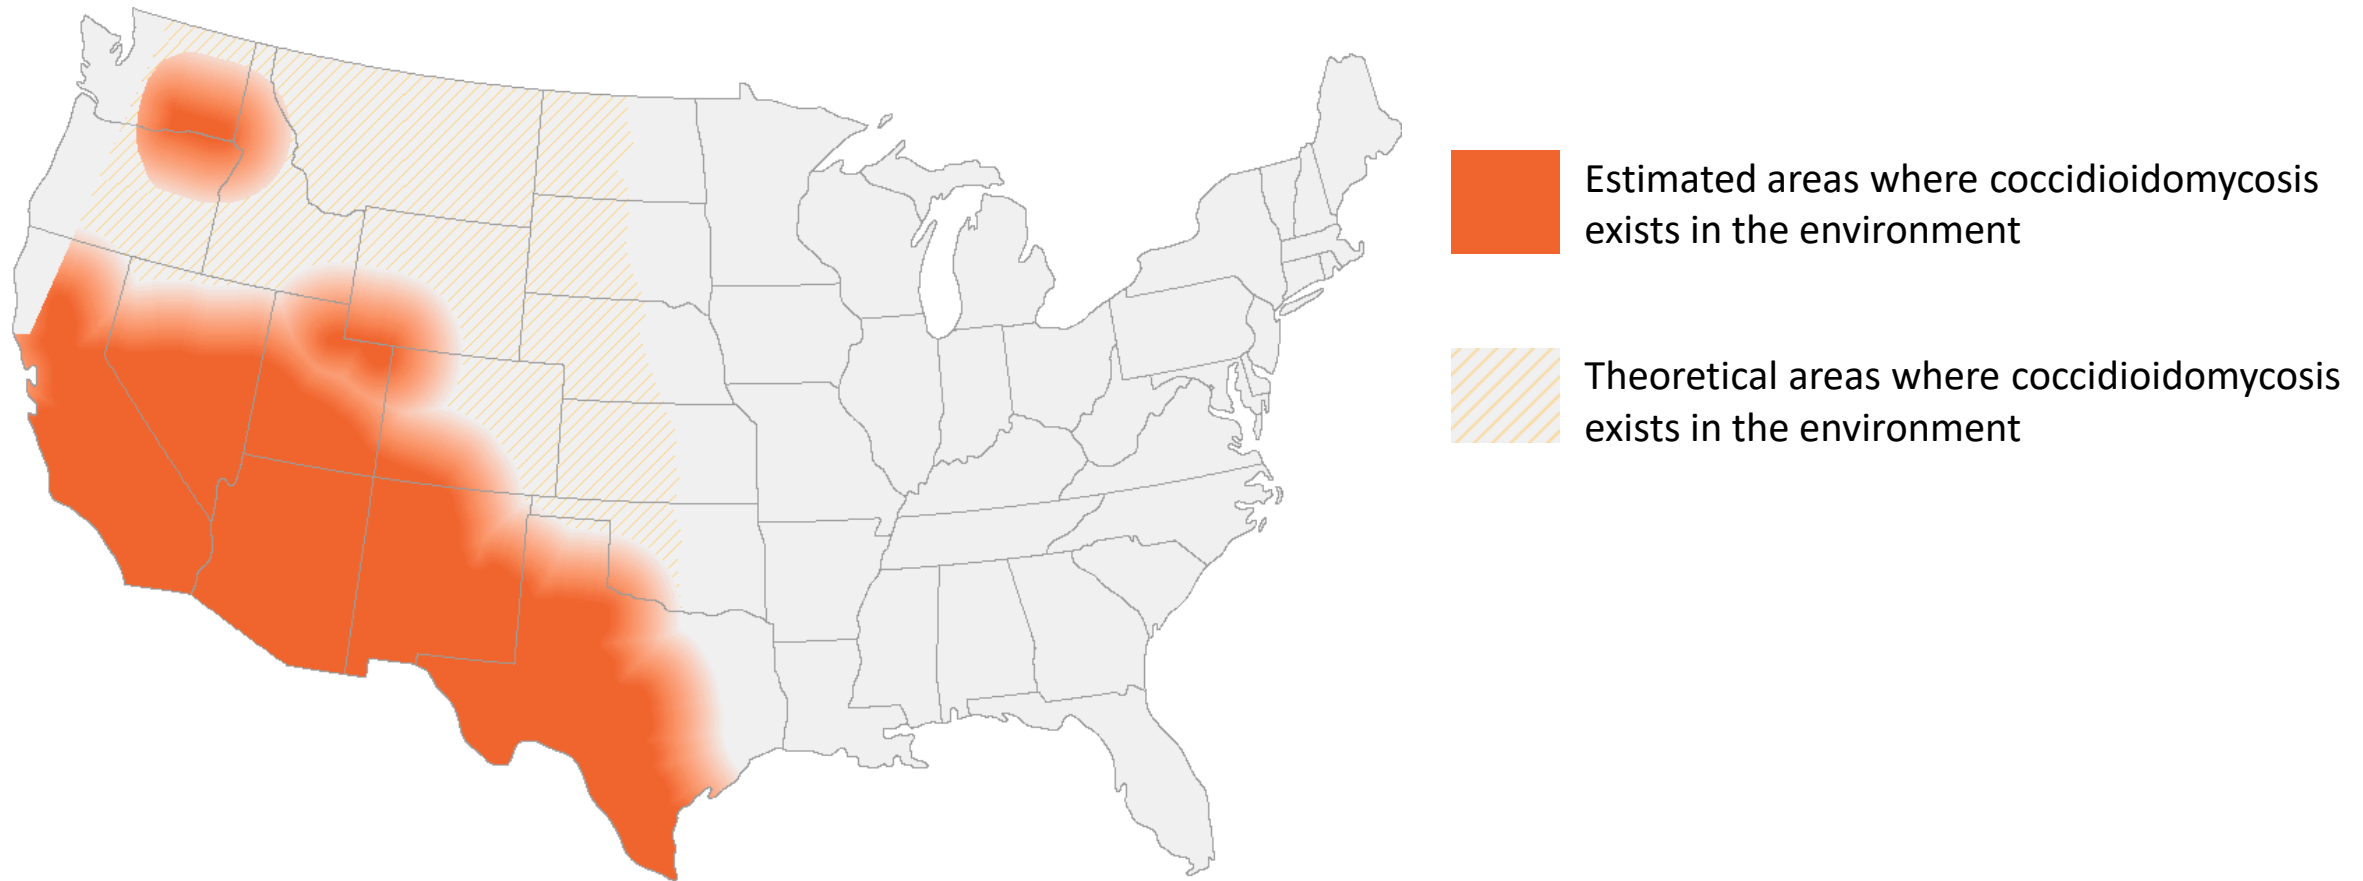 Estimated areas where coccidioidomycosis
exists in the environment
Theoretical areas where coccidioidomycosis
exists in the environment